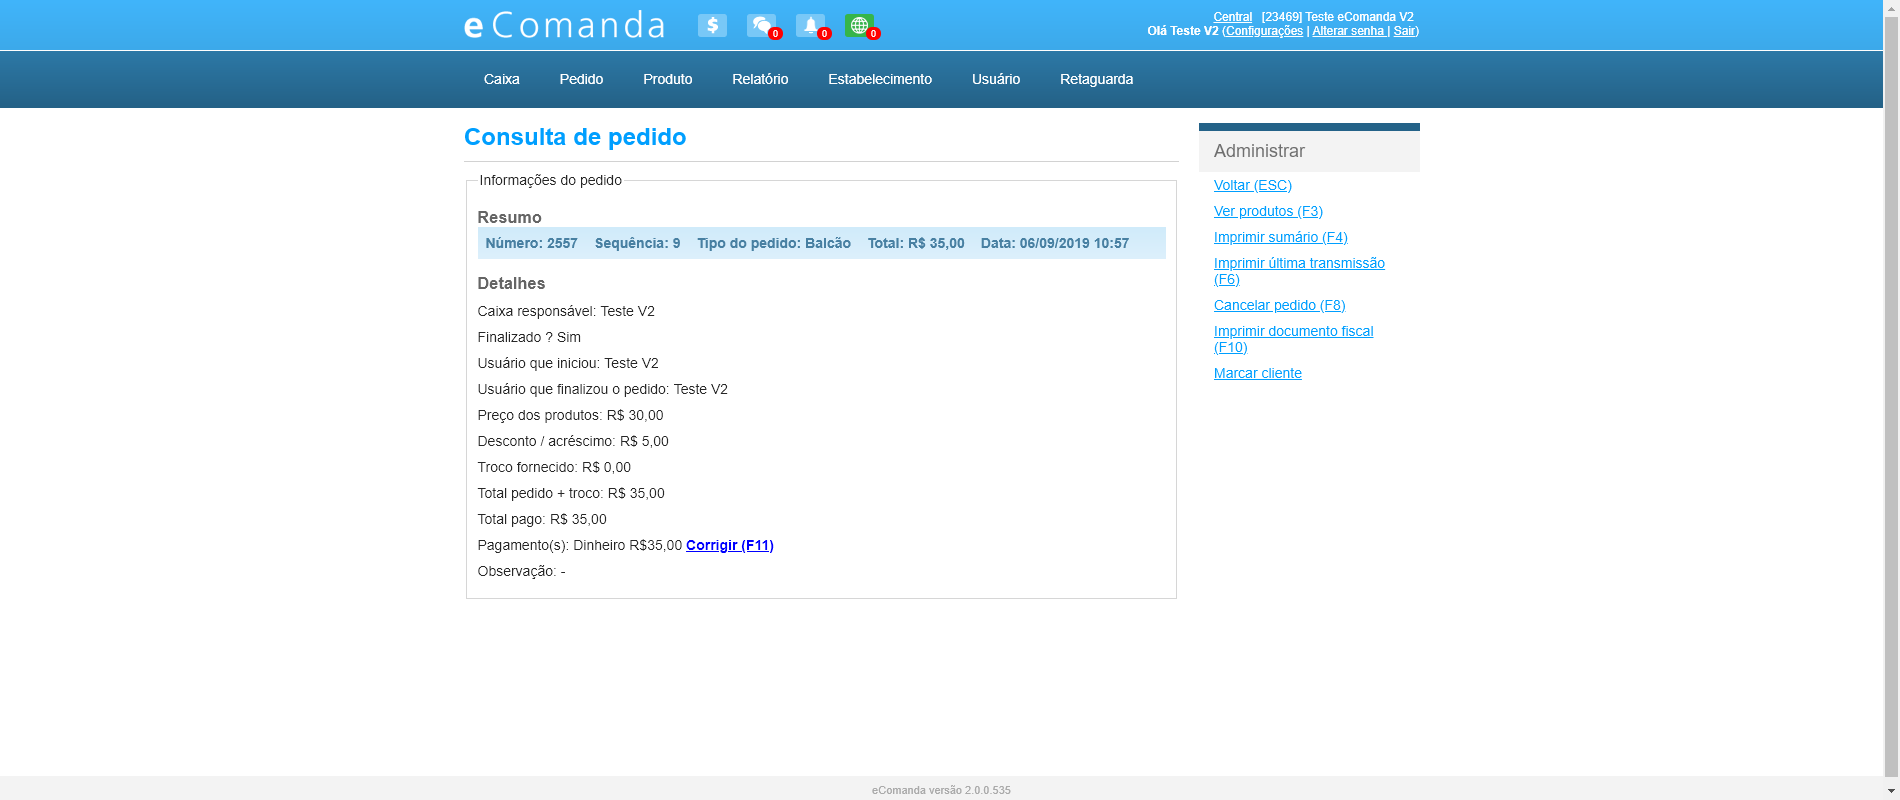 eComanda
$ 0 0 0
Central [23469] Teste eComanda V2
Olá Teste V2 (Configurações | Alterar senha | Sair)
Caixa Pedido Produto Relatório Estabelecimento Usuário Retaguarda
Consulta de pedido
Informações do pedido
Resumo
Número: 2557 Sequência: 9 Tipo do pedido: Balcão Total: R$ 35,00 Data: 06/09/2019 10:57
Detalhes
Caixa responsável: Teste V2
Finalizado ? Sim
Usuário que iniciou: Teste V2
Usuário que finalizou o pedido: Teste V2
Preço dos produtos: R$ 30,00
Desconto / acréscimo: R$ 5,00
Troco fornecido: R$ 0,00
Total pedido + troco: R$ 35,00
Total pago: R$ 35,00
Pagamento(s): Dinheiro R$35,00 Corrigir (F11)
Observação: -
Administrar
Voltar (ESC)
Ver produtos (F3)
Imprimir sumário (F4)
Imprimir última transmissão
(F6)
Cancelar pedido (F8)
Imprimir documento fiscal
(F10)
Marcar cliente
eComanda versão 2.0.0.535